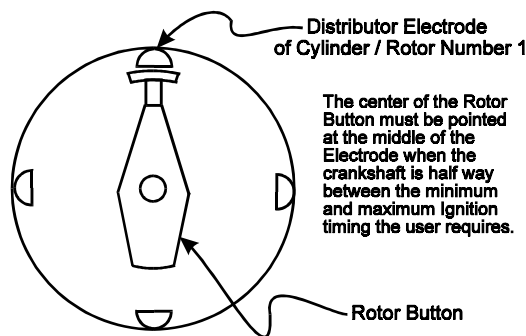 Distributor Electrode
of Cylinder / Rotor Number 1
The center of the Rotor
Button must be pointed
at the middle of the
Electrode when the
crankshaft is half way
between the minimum
and maximum Ignition
timing the user requires.
Rotor Button